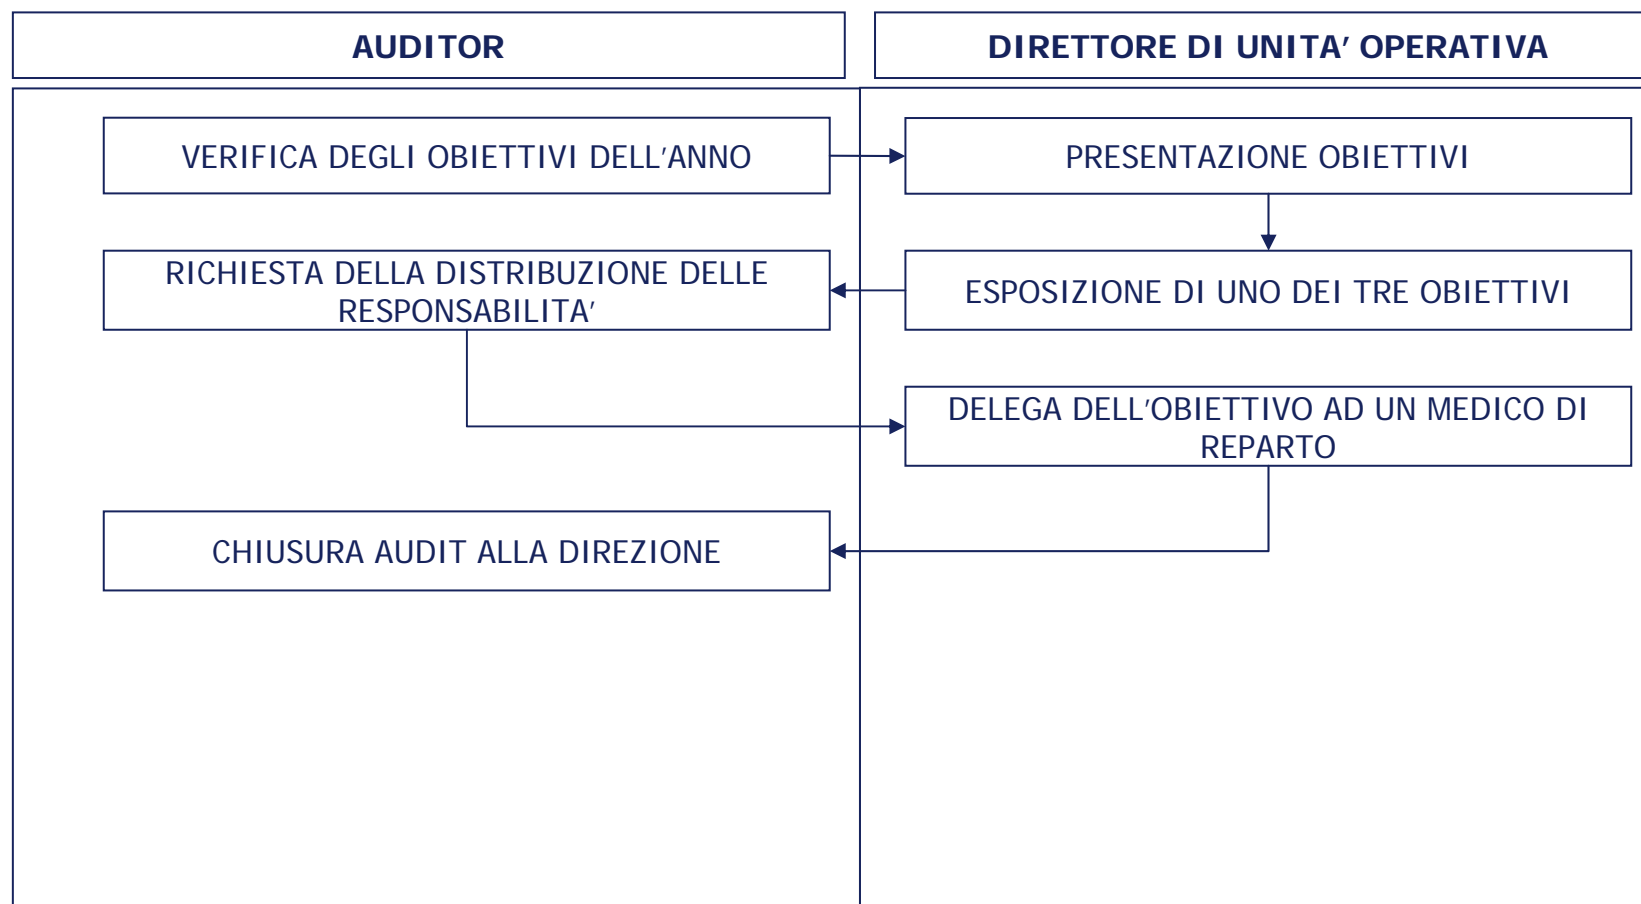 AUDITOR
DIRETTORE DI UNITA’ OPERATIVA
VERIFICA DEGLI OBIETTIVI DELL’ANNO
PRESENTAZIONE OBIETTIVI
RICHIESTA DELLA DISTRIBUZIONE DELLE
RESPONSABILITA’
ESPOSIZIONE DI UNO DEI TRE OBIETTIVI
DELEGA DELL’OBIETTIVO AD UN MEDICO DI
REPARTO
CHIUSURA AUDIT ALLA DIREZIONE